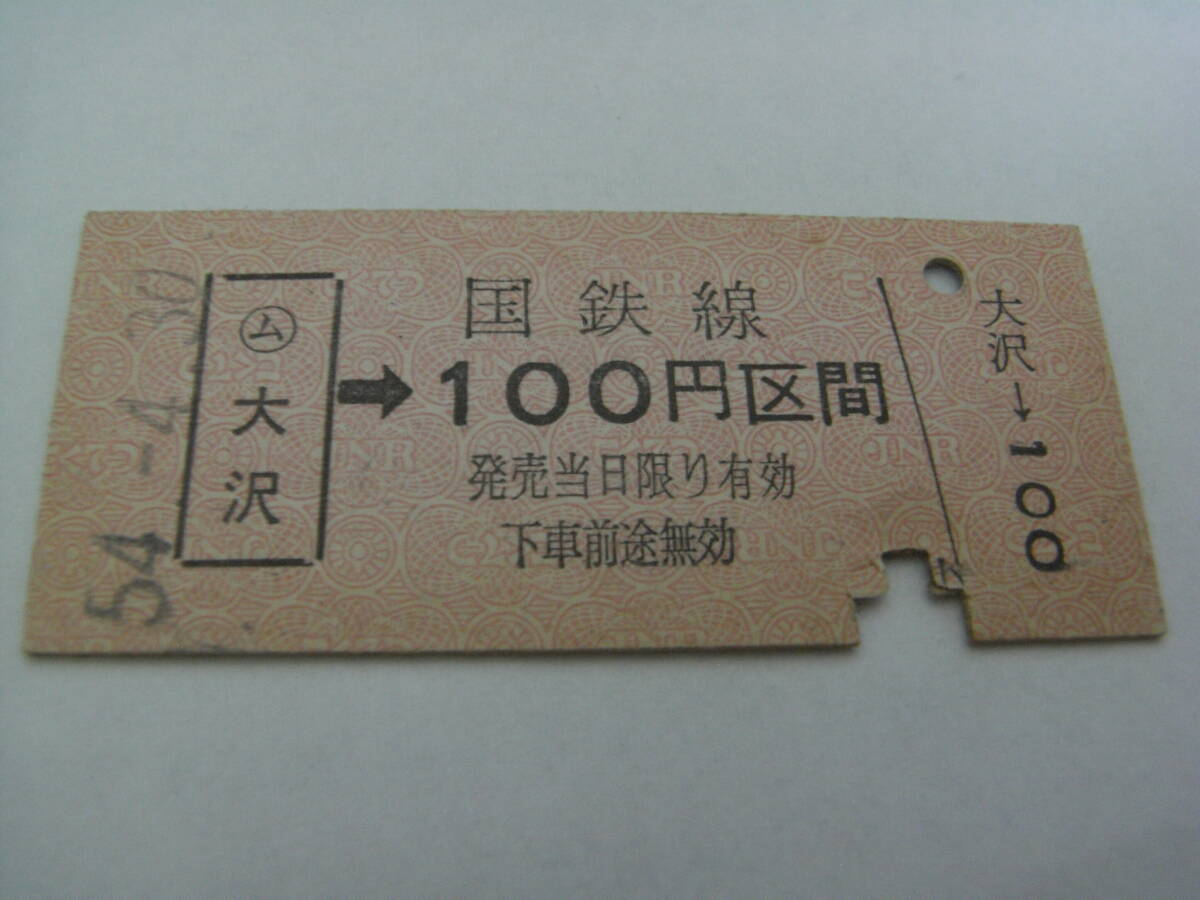 54-4.30
㋰
大沢
➡
国鉄線
100円区間
発売当日限り有効
下車前途無効
大沢→100